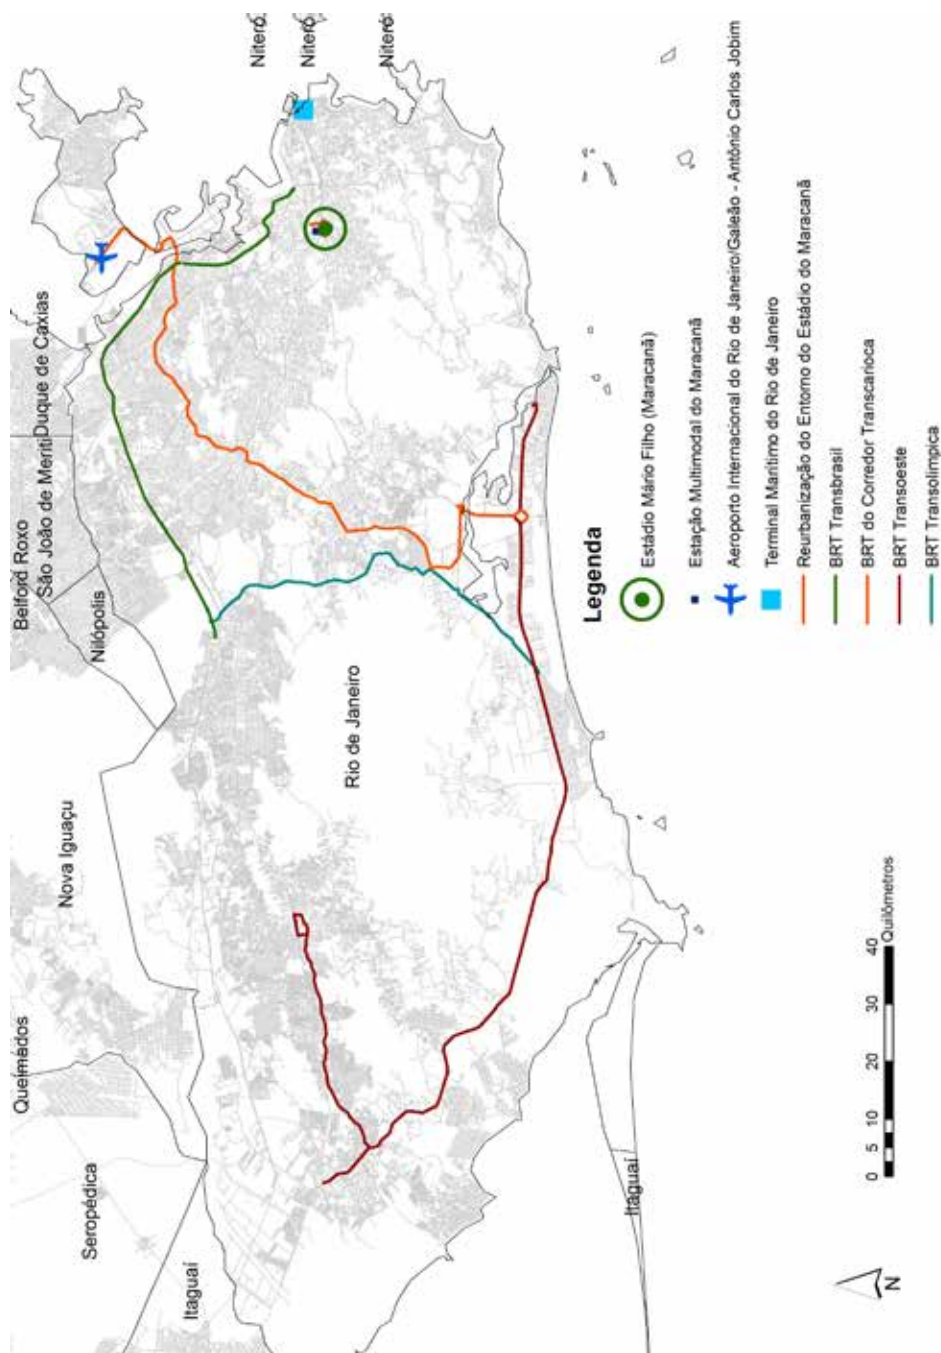 Queimados
Belford Roxo
São João de Meriti
Duque de Caxias
Nova Iguaçu
Seropédica
Nilópolis
Itaguaí
Niteró
Niteró
Niteró
Rio de Janeiro
Itaguaí
Legenda
Estádio Mário Filho (Maracanã)
Estação Multimodal do Maracanã
Aeroporto Internacional do Rio de Janeiro/Galeão - Antônio Carlos Jobim
Terminal Marítimo do Rio de Janeiro
Reurbanização do Entorno do Estádio do Maracanã
BRT Transbrasil
BRT do Corredor Transcarioca
BRT Transoeste
BRT Transolímpica
0 5 10 20 30 40
Quilômetros
N